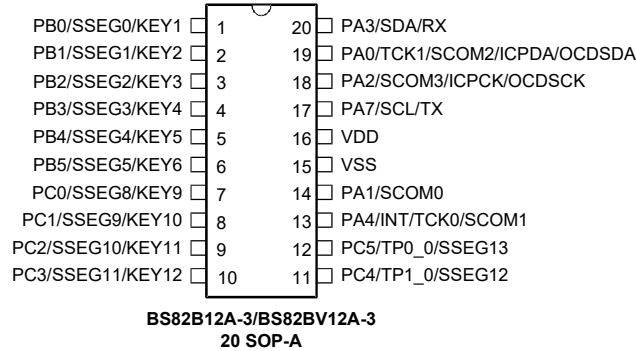 PB0/SSEG0/KEY1 1 20 PA3/SDA/RX
PB1/SSEG1/KEY2 2 19 PA0/TCK1/SCOM2/ICPDA/OCDSDA
PB2/SSEG2/KEY3 3 18 PA2/SCOM3/ICPCK/OCDSCK
PB3/SSEG3/KEY4 4 17 PA7/SCL/TX
PB4/SSEG4/KEY5 5 16 VDD
PB5/SSEG5/KEY6 6 15 VSS
PC0/SSEG8/KEY9 7 14 PA1/SCOM0
PC1/SSEG9/KEY10 8 13 PA4/INT/TCK0/SCOM1
PC2/SSEG10/KEY11 9 12 PC5/TP0_0/SSEG13
PC3/SSEG11/KEY12 10 11 PC4/TP1_0/SSEG12
BS82B12A-3/BS82BV12A-3
20 SOP-A